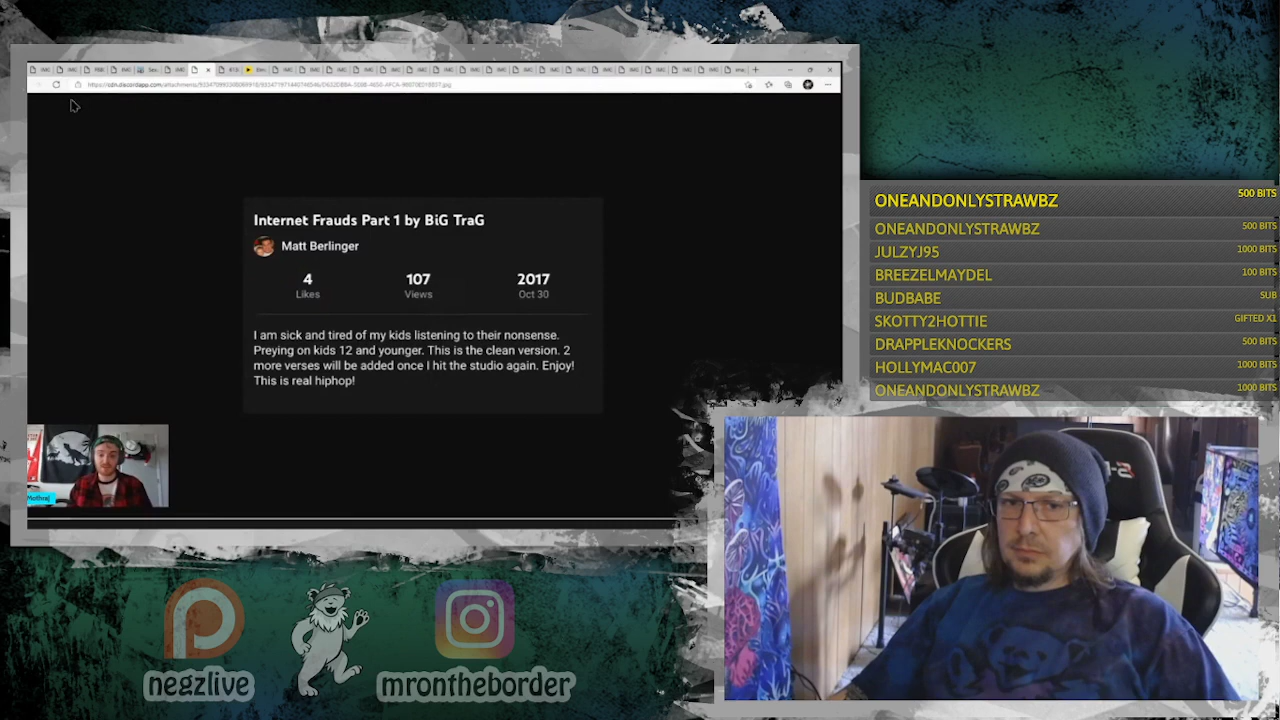 Internet Frauds Part 1 by BiG TraG
Matt Berlinger
4 107 2017
Likes Views Oct 30
I am sick and tired of my kids listening to their nonsense.
Preying on kids 12 and younger. This is the clean version. 2
more verses will be added once I hit the studio again. Enjoy!
This is real hiphop!
Mothraj
ONEANDONLYSTRAWBZ 500 BITS
ONEANDONLYSTRAWBZ 500 BITS
JULZYJ95 1000 BITS
BREEZELMAYDEL 100 BITS
BUDBABE SUB
SKOTTY2HOTTIE GIFTED X1
DRAPPLEKNOCKERS 500 BITS
HOLLYMAC007 1000 BITS
ONEANDONLYSTRAWBZ 1000 BITS
negzlive
mrontheborder